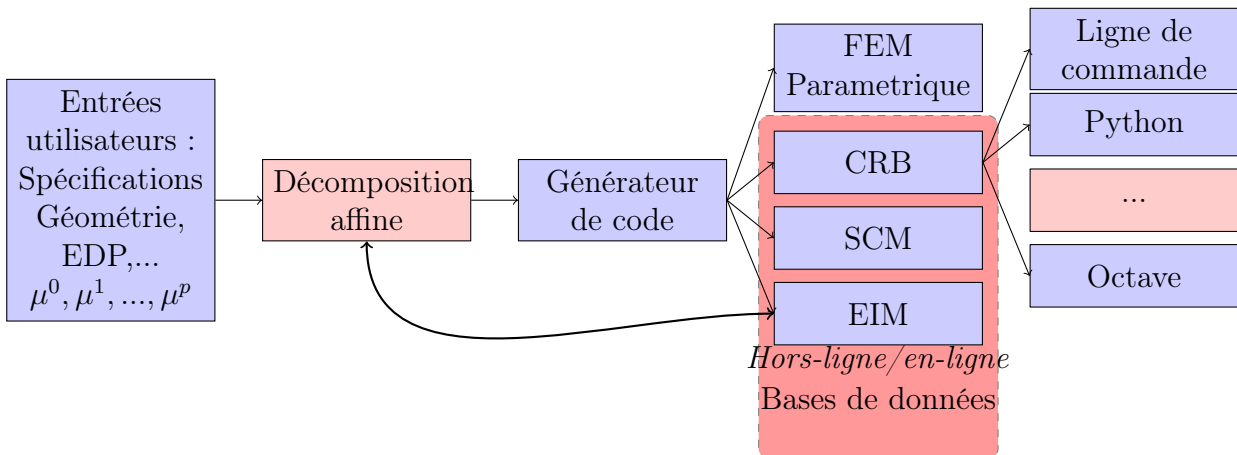 Entrées
utilisateurs :
Spécifications
Géométrie,
EDP,...
μ⁰, μ¹, ..., μᵖ
Décomposition
affine
Générateur
de code
FEM
Parametrique
CRB
SCM
EIM
Hors-ligne/en-ligne
Bases de données
Ligne de
commande
Python
...
Octave